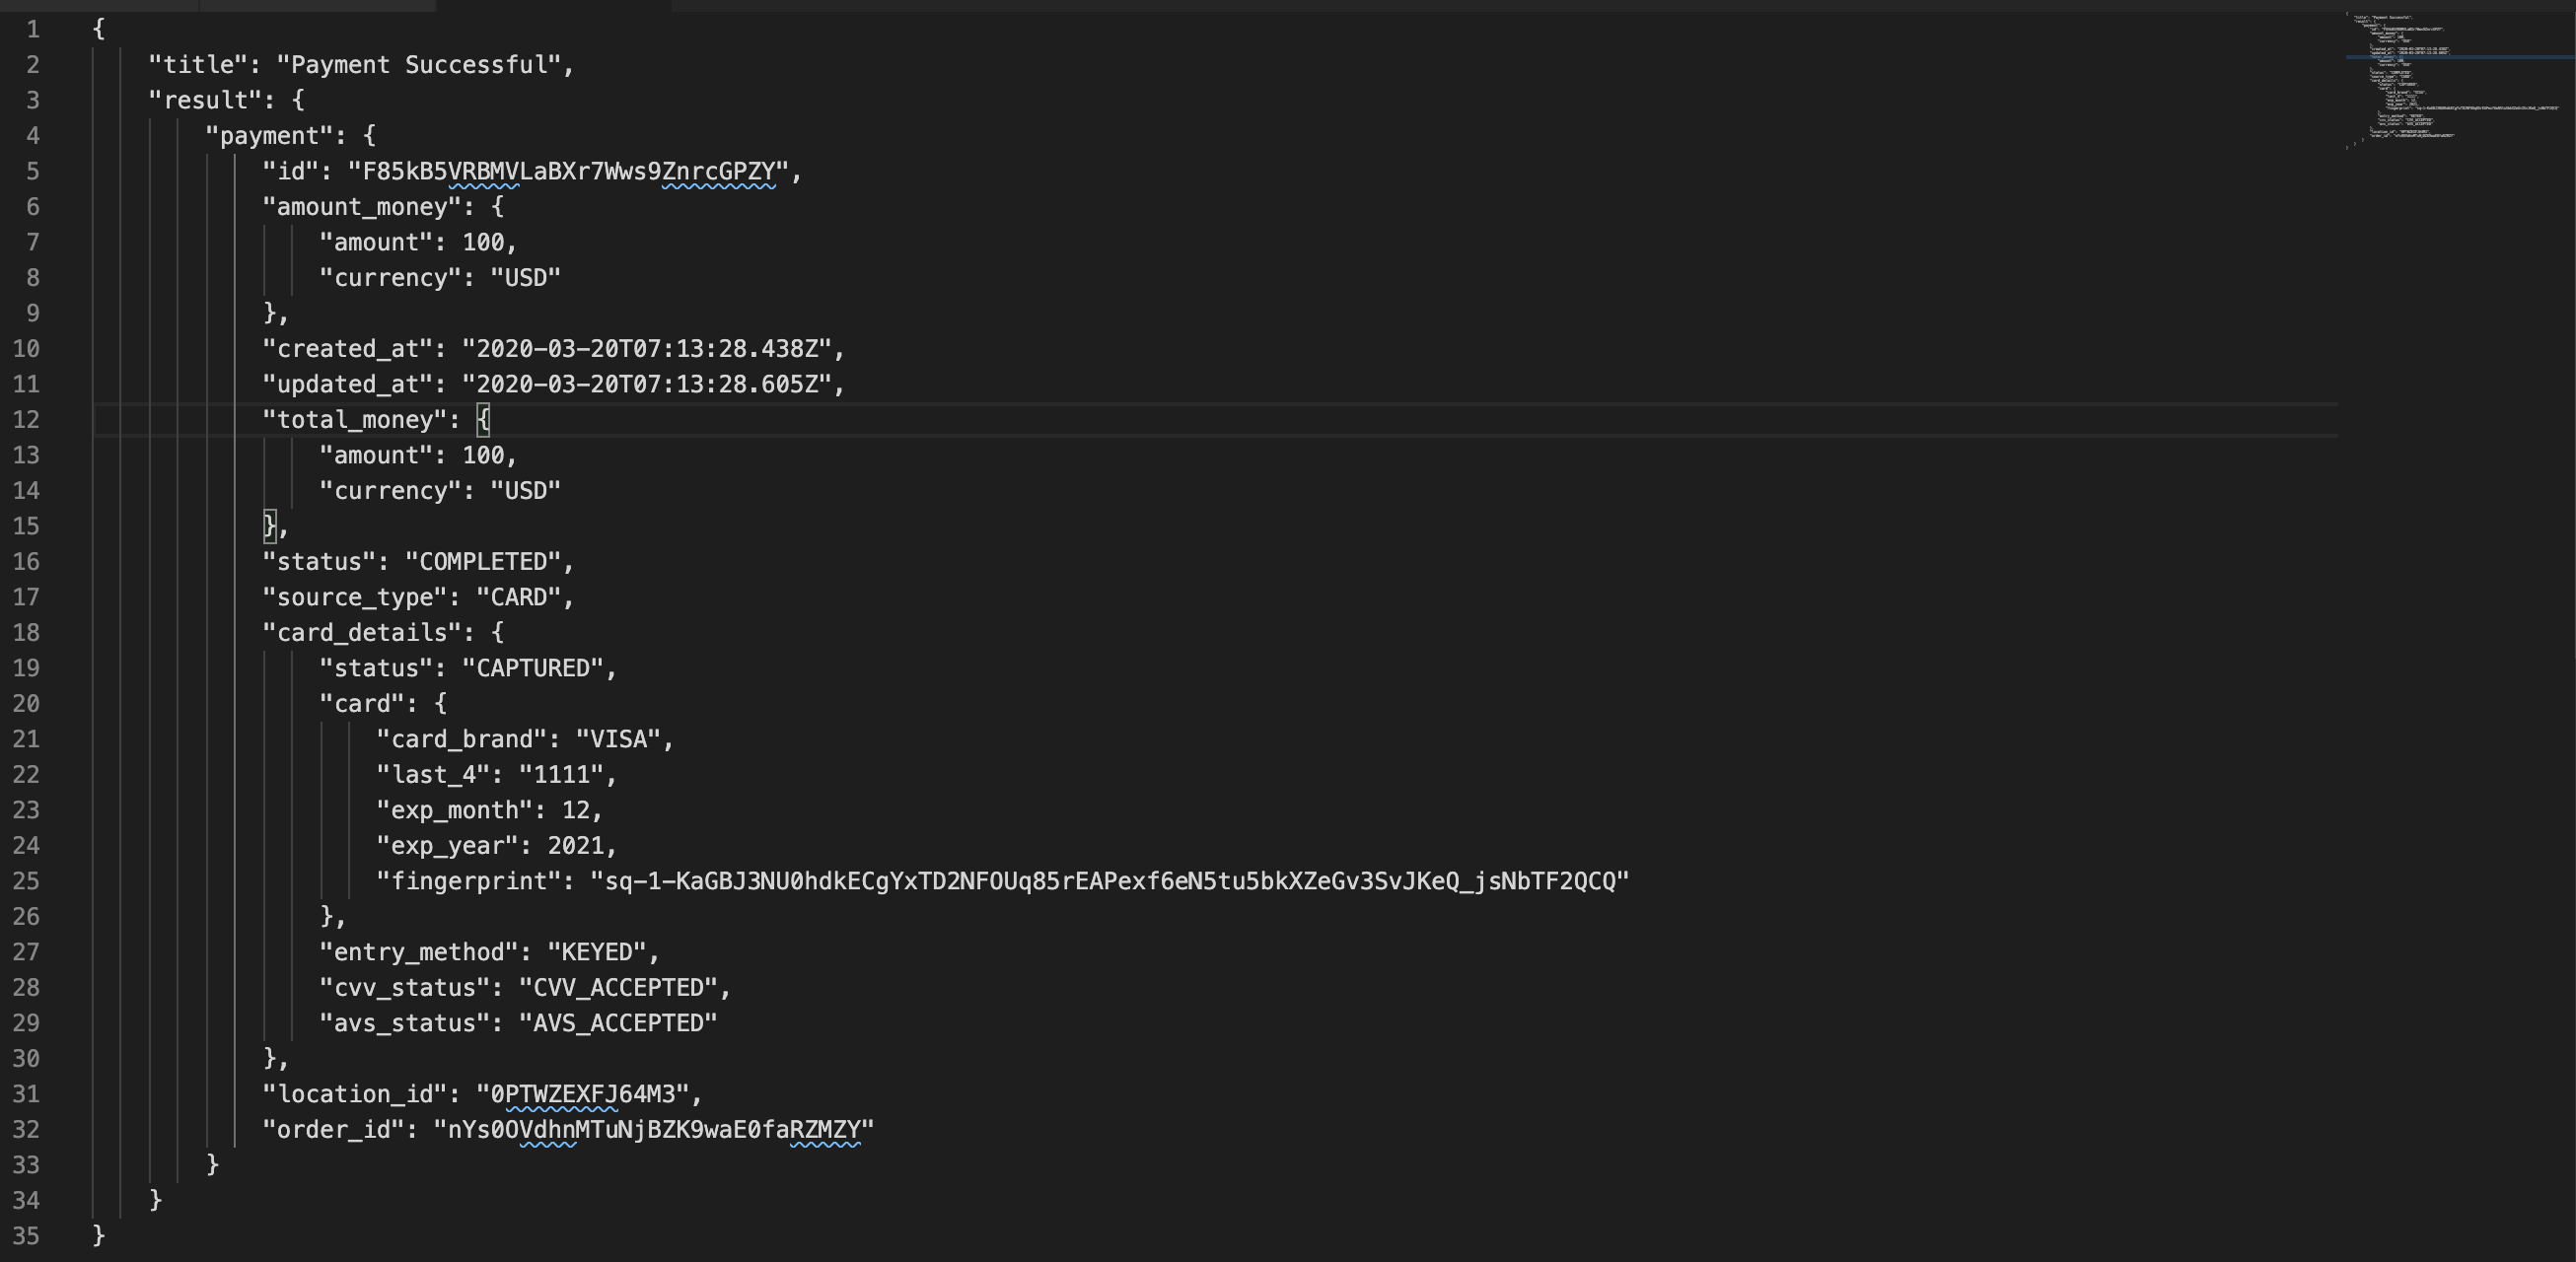 1 {
2 "title": "Payment Successful",
3 "result": {
4 "payment": {
5 "id": "F85kB5VRBMVLaBXr7Wws9ZnrcGPZY",
6 "amount_money": {
7 "amount": 100,
8 "currency": "USD"
9 },
10 "created_at": "2020-03-20T07:13:28.438Z",
11 "updated_at": "2020-03-20T07:13:28.605Z",
12 "total_money": {
13 "amount": 100,
14 "currency": "USD"
15 },
16 "status": "COMPLETED",
17 "source_type": "CARD",
18 "card_details": {
19 "status": "CAPTURED",
20 "card": {
21 "card_brand": "VISA",
22 "last_4": "1111",
23 "exp_month": 12,
24 "exp_year": 2021,
25 "fingerprint": "sq-1-KaGBJ3NU0hdkECgYxTD2NFOUq85rEAPexf6eN5tu5bkXZeGv3SvJKeQ_jsNbTF2QCQ"
26 },
27 "entry_method": "KEYED",
28 "cvv_status": "CVV_ACCEPTED",
29 "avs_status": "AVS_ACCEPTED"
30 },
31 "location_id": "0PTWZEXFJ64M3",
32 "order_id": "nYs0OVdhnMTuNjBZK9waE0faRZMZY"
33 }
34 }
35 }